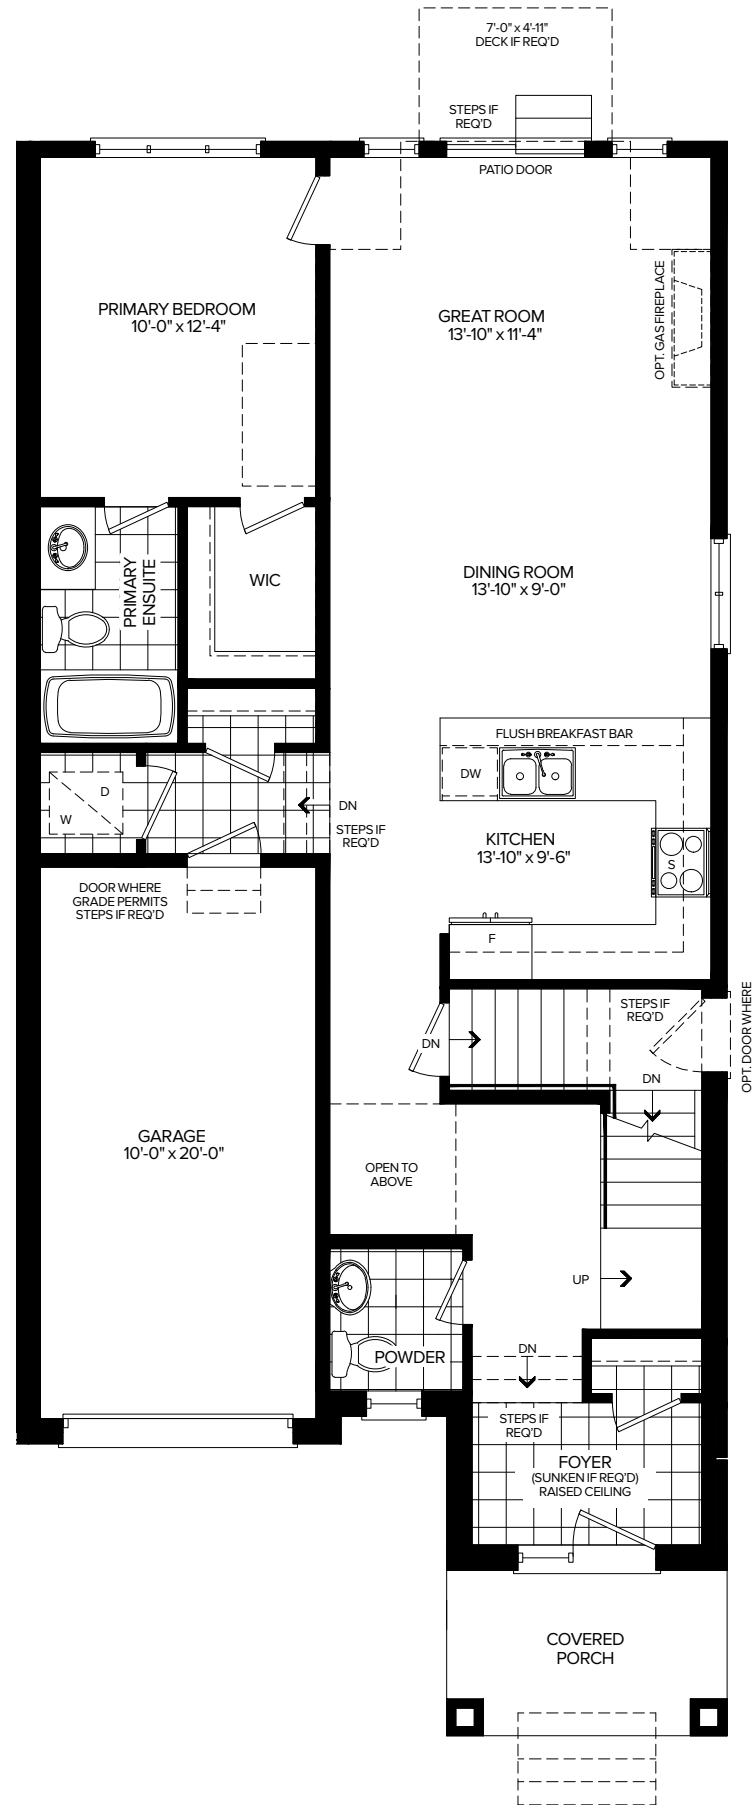 7'-0" x 4'-11"
DECK IF REQ'D
STEPS IF
REQ'D
PATIO DOOR
PRIMARY BEDROOM
10'-0" x 12'-4"
GREAT ROOM
13'-10" x 11'-4"
OPT. GAS FIREPLACE
PRIMARY
ENSUITE
WIC
DINING ROOM
13'-10" x 9'-0"
FLUSH BREAKFAST BAR
DW
D
W
DN
STEPS IF
REQ'D
KITCHEN
13'-10" x 9'-6"
S
DOOR WHERE
GRADE PERMITS
STEPS IF REQ'D
F
STEPS IF
REQ'D
OPT. DOOR WHERE
DN
DN
GARAGE
10'-0" x 20'-0"
OPEN TO
ABOVE
UP
POWDER
DN
STEPS IF
REQ'D
FOYER
(SUNKEN IF REQ'D)
RAISED CEILING
COVERED
PORCH